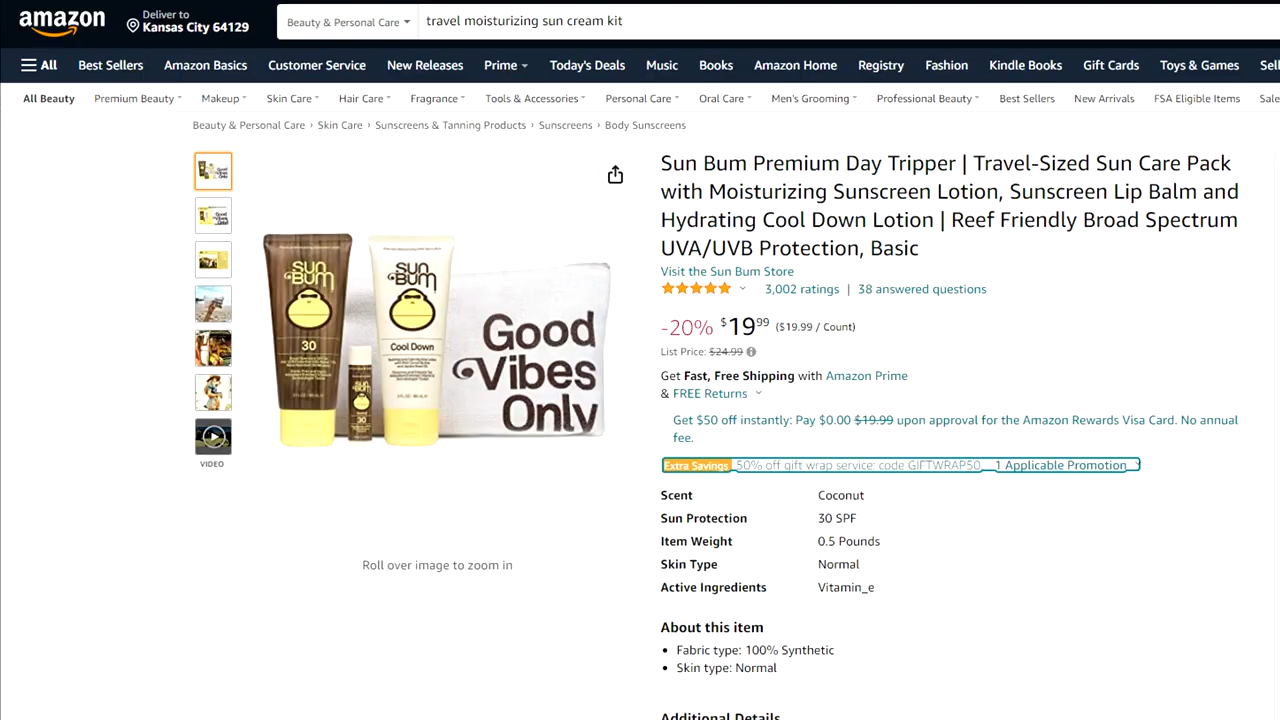 amazon
Deliver to
Kansas City 64129
Beauty & Personal Care
travel moisturizing sun cream kit
All Best Sellers Amazon Basics Customer Service New Releases Prime Today's Deals Music Books Amazon Home Registry Fashion Kindle Books Gift Cards Toys & Games Sell
All Beauty Premium Beauty Makeup Skin Care Hair Care Fragrance Tools & Accessories Personal Care Oral Care Men's Grooming Professional Beauty Best Sellers New Arrivals FSA Eligible Items Sale
Beauty & Personal Care › Skin Care › Sunscreens & Tanning Products › Sunscreens › Body Sunscreens
SUN
BUM
30
SUN
BUM
30
SUN
BUM
Cool Down
Good
Vibes
Only
VIDEO
Roll over image to zoom in
Sun Bum Premium Day Tripper | Travel-Sized Sun Care Pack
with Moisturizing Sunscreen Lotion, Sunscreen Lip Balm and
Hydrating Cool Down Lotion | Reef Friendly Broad Spectrum
UVA/UVB Protection, Basic
Visit the Sun Bum Store
3,002 ratings | 38 answered questions
-20% $19 99 ($19.99 / Count)
List Price: $24.99
Get Fast, Free Shipping with Amazon Prime
& FREE Returns
Get $50 off instantly: Pay $0.00 $19.99 upon approval for the Amazon Rewards Visa Card. No annual
fee.
Extra Savings 50% off gift wrap service: code GIFTWRAP50 1 Applicable Promotion
Scent Coconut
Sun Protection 30 SPF
Item Weight 0.5 Pounds
Skin Type Normal
Active Ingredients Vitamin_e
About this item
• Fabric type: 100% Synthetic
• Skin type: Normal
Additional Details